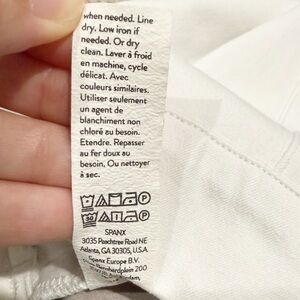 when needed. Line
dry. Low iron if
needed. Or dry
clean. Laver à froid
en machine, cycle
délicat. Avec
couleurs similaires.
Utiliser seulement
un agent de
blanchiment non
chloré au besoin.
Etendre. Repasser
au fer doux au
besoin. Ou nettoyer
à sec.
SPANX
3035 Peachtree Road NE
Atlanta, GA 30305, U.S.A.
Spanx Europe B.V.
200